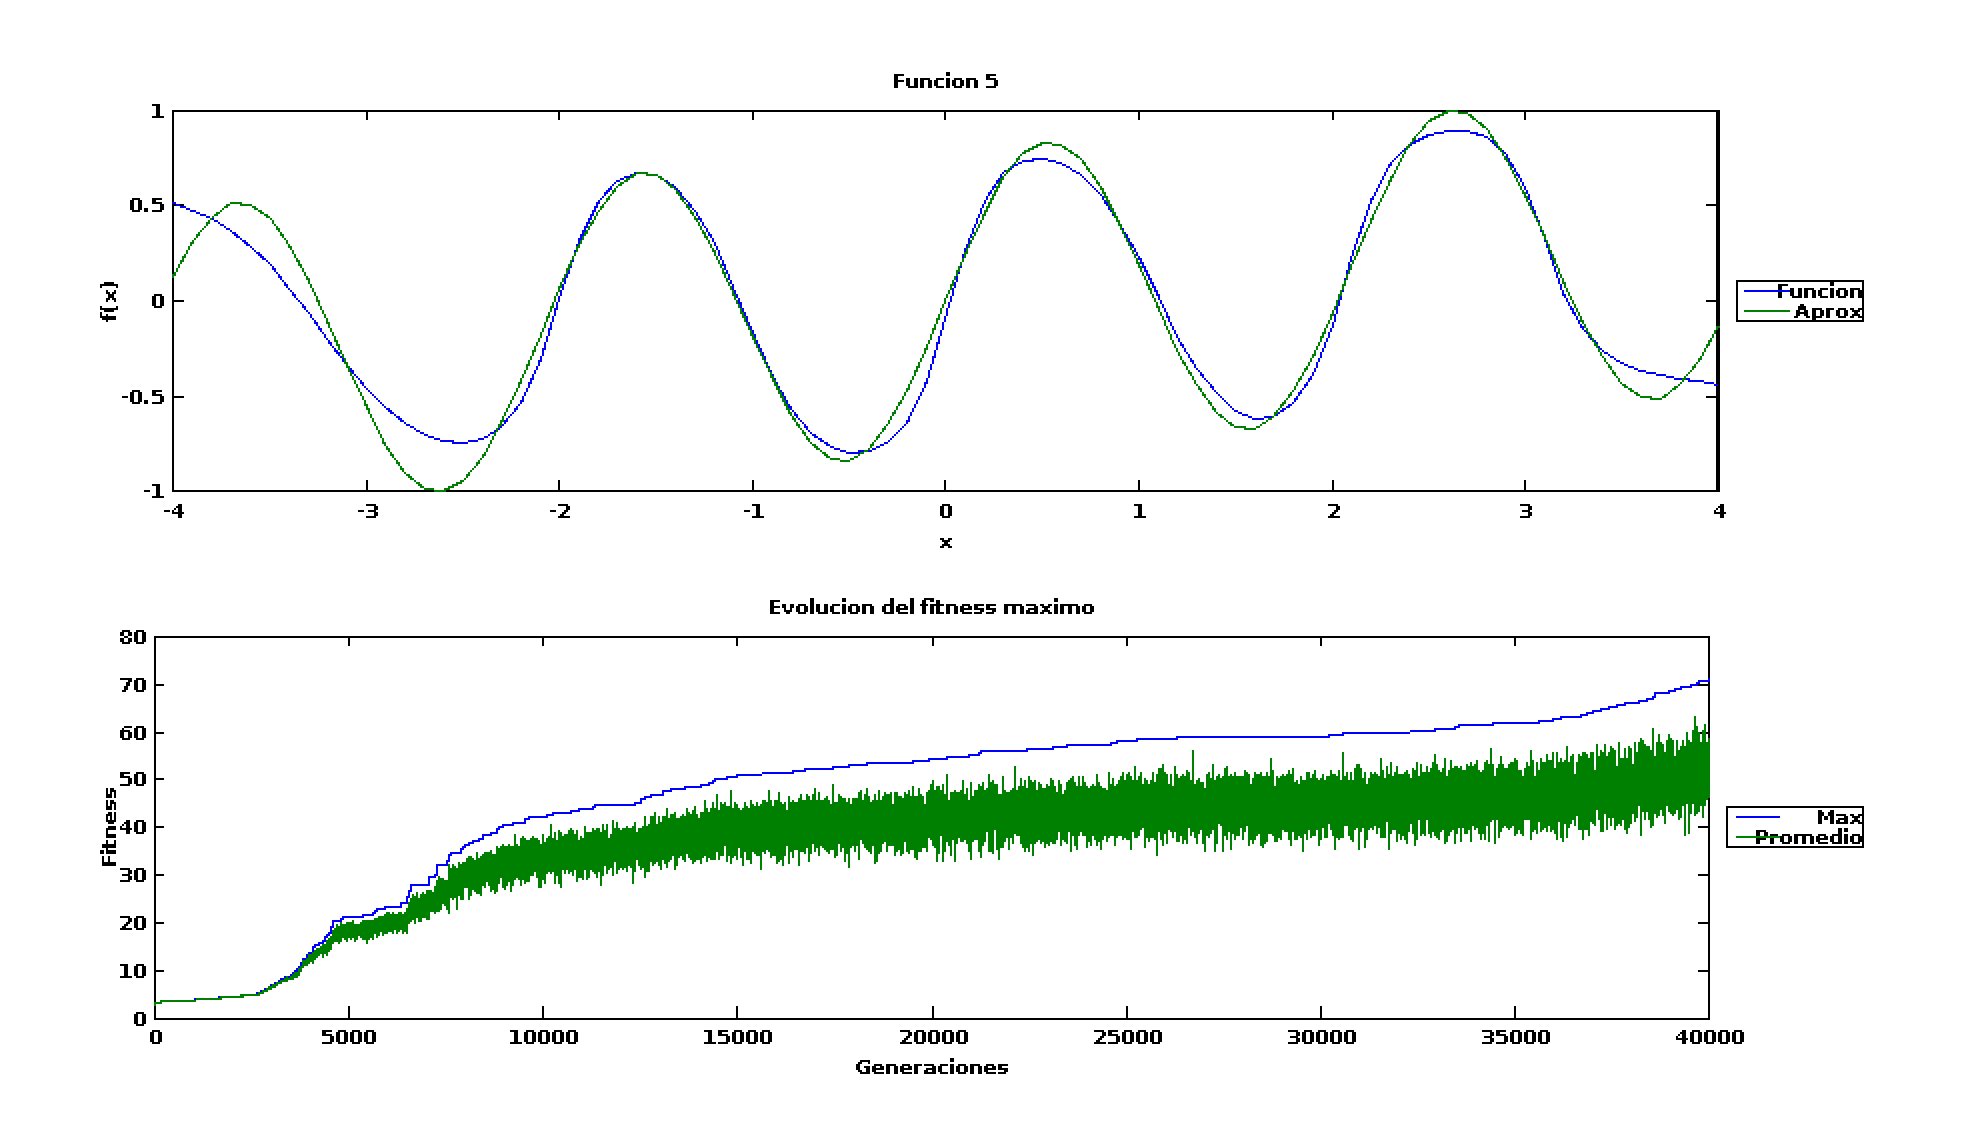 Funcion 5
1
0.5
0
-0.5
-1
f(x)
-4 -3 -2 -1 0 1 2 3 4
x
Funcion
Aprox
Evolucion del fitness maximo
80
70
60
50
40
30
20
10
0
Fitness
0 5000 10000 15000 20000 25000 30000 35000 40000
Generaciones
Max
Promedio